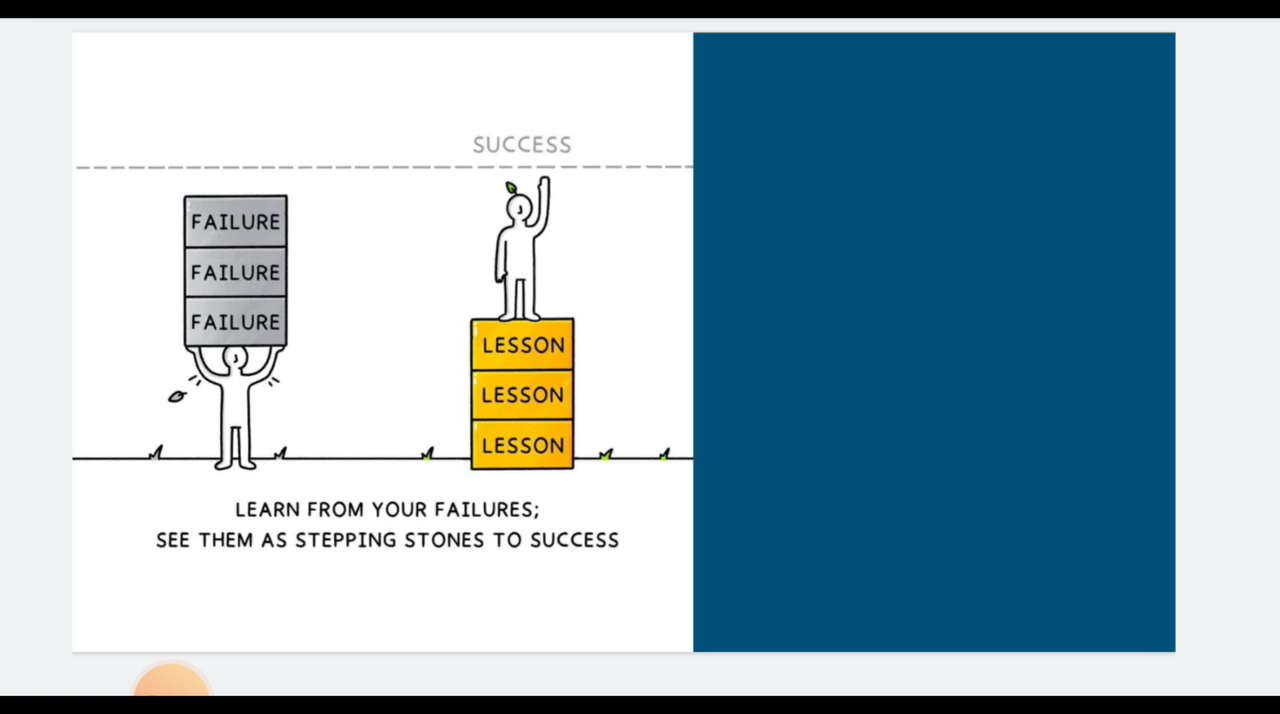 SUCCESS
FAILURE
FAILURE
FAILURE
LESSON
LESSON
LESSON
LEARN FROM YOUR FAILURES;
SEE THEM AS STEPPING STONES TO SUCCESS